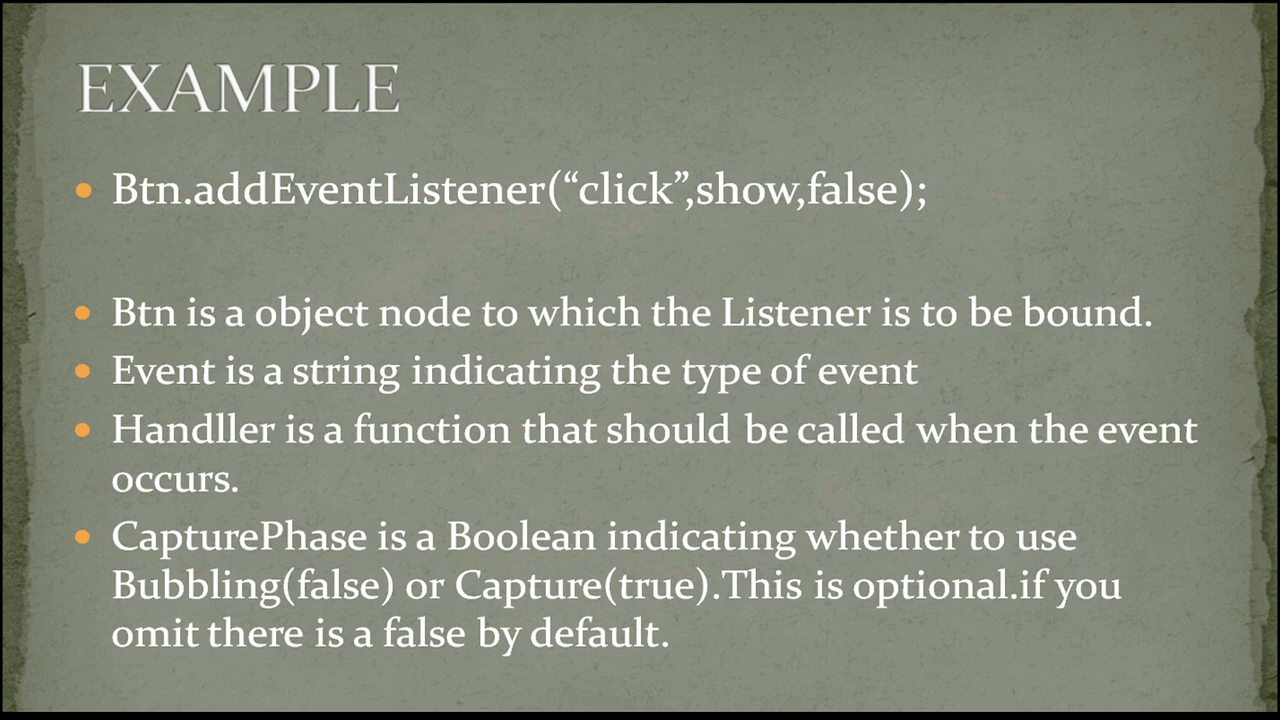 EXAMPLE
Btn.addEventListener(“click”,show,false);
Btn is a object node to which the Listener is to be bound.
Event is a string indicating the type of event
Handller is a function that should be called when the event
occurs.
CapturePhase is a Boolean indicating whether to use
Bubbling(false) or Capture(true).This is optional.if you
omit there is a false by default.